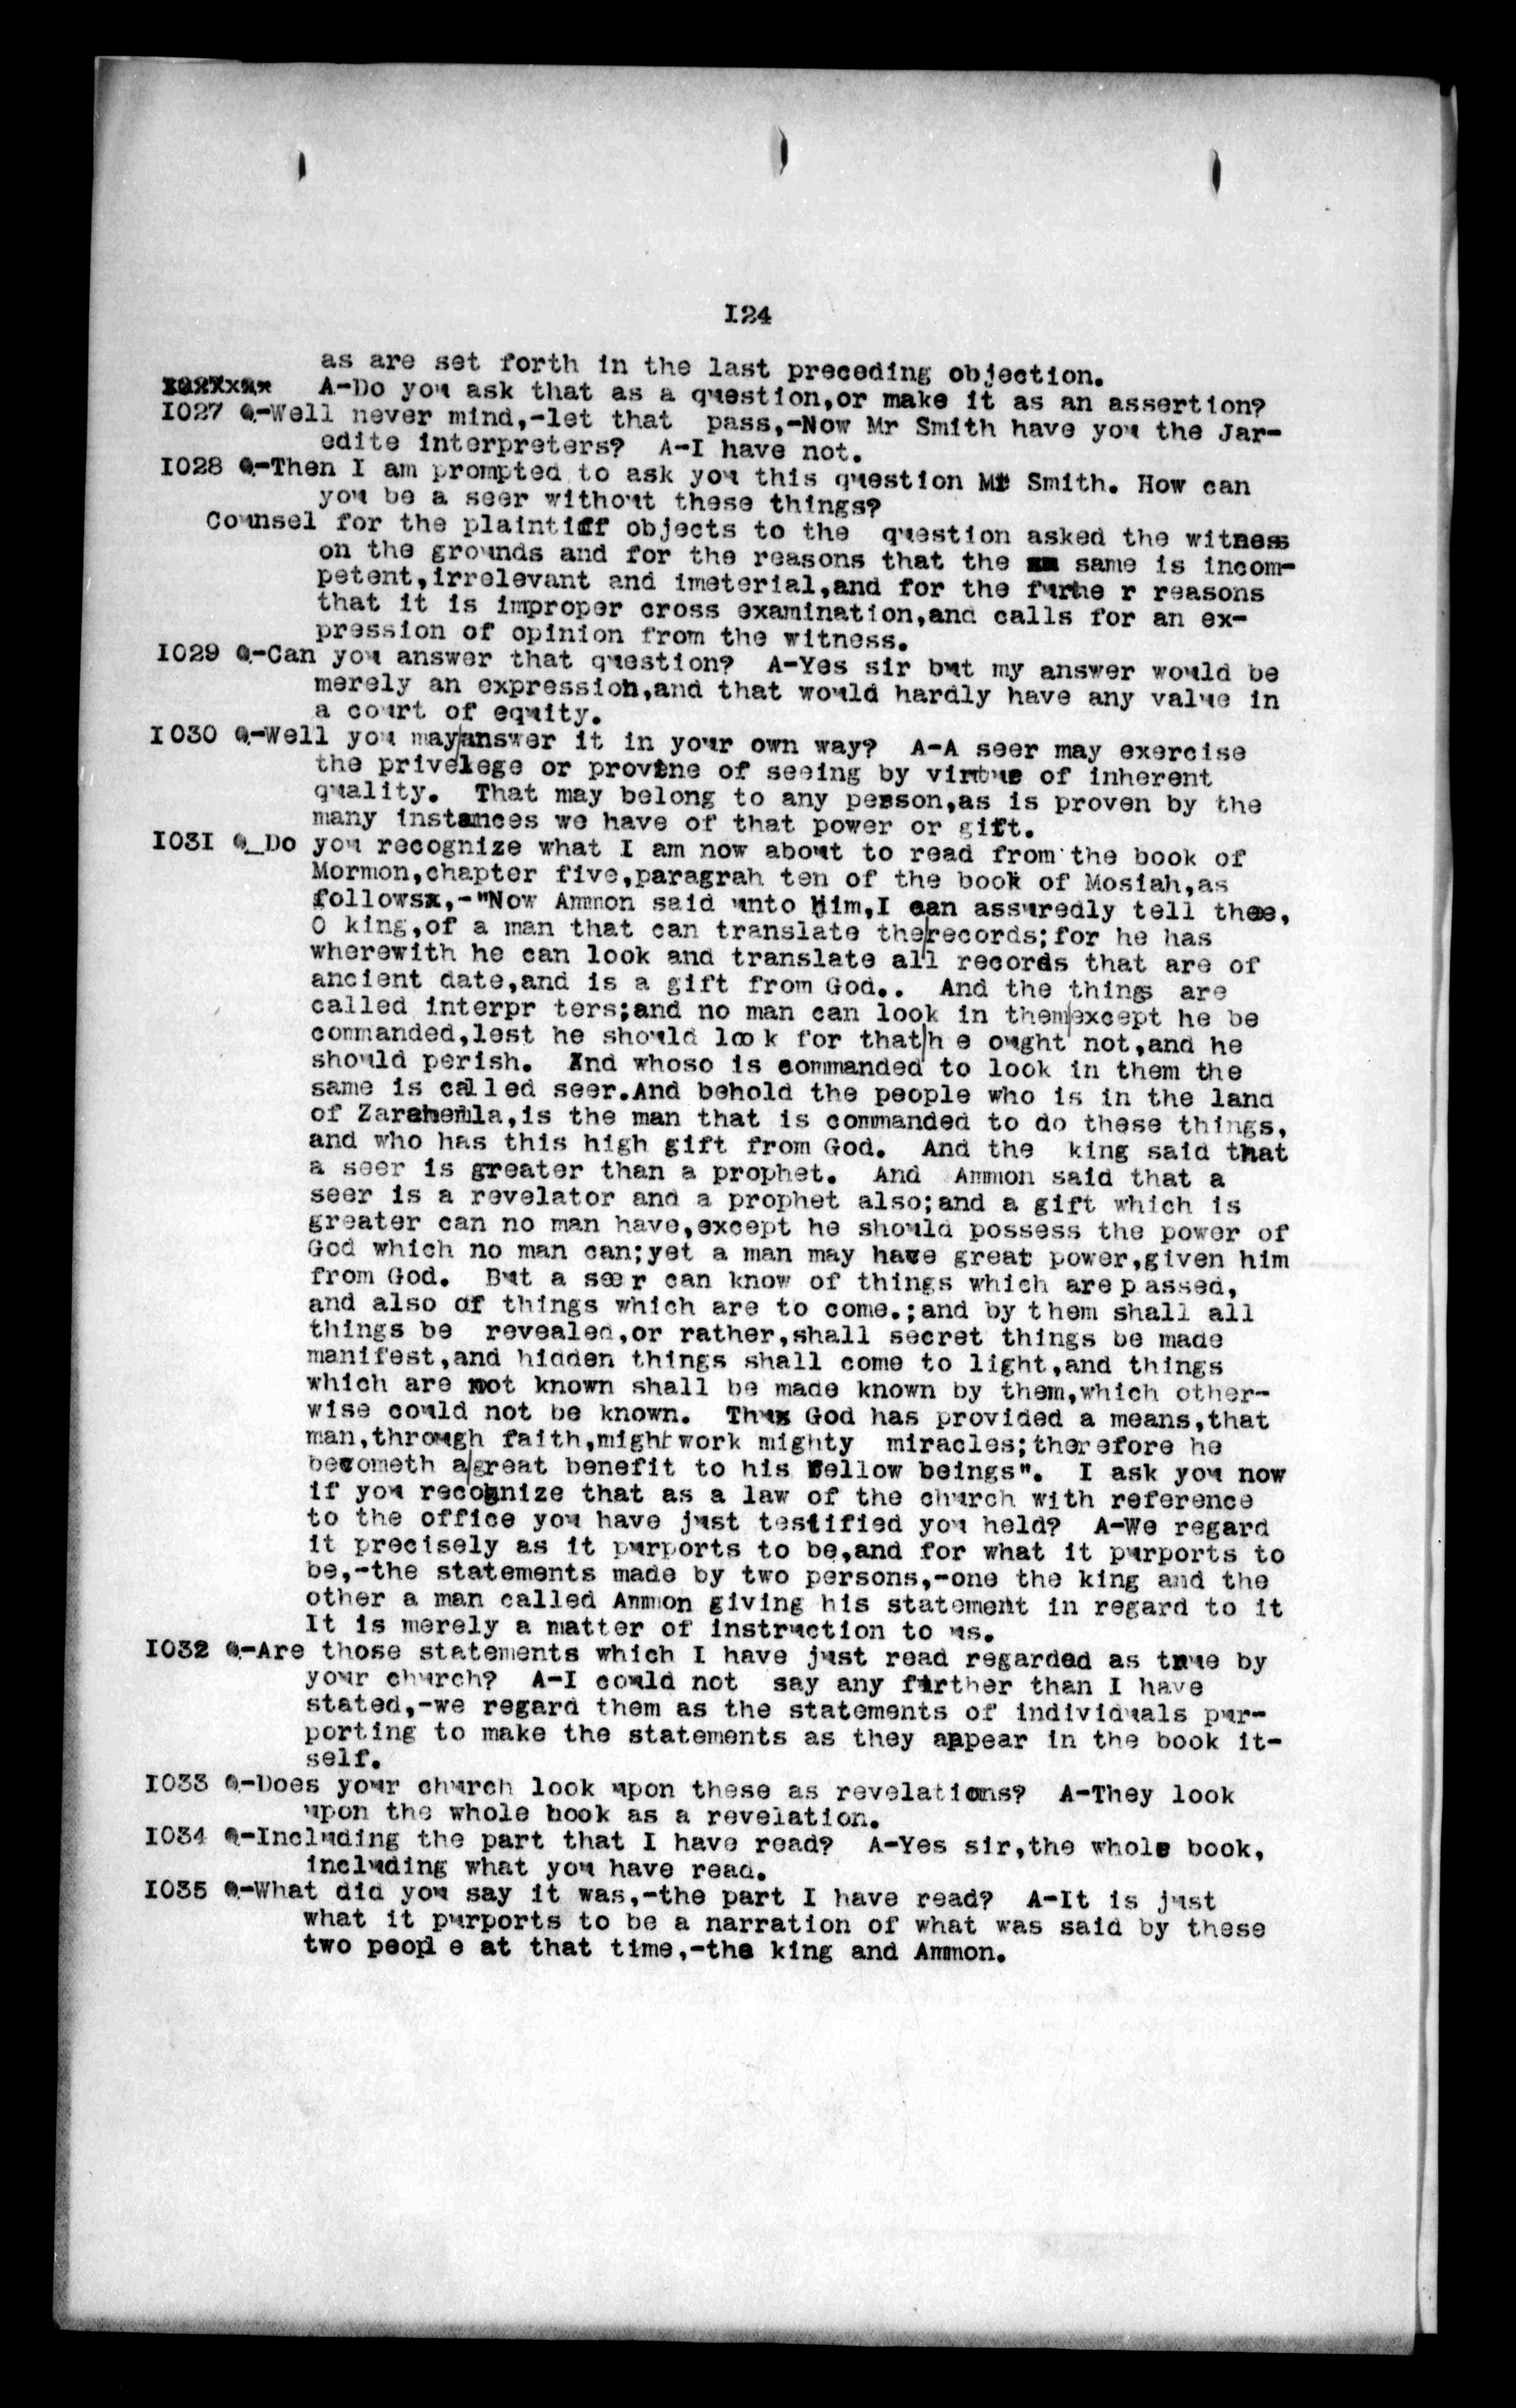 I24
as are set forth in the last preceding objection.
A-Do you ask that as a question,or make it as an assertion?
I027 Q-Well never mind,-let that pass,-Now Mr Smith have you the Jar-
edite interpreters? A-I have not.
I028 Q-Then I am prompted to ask you this question Mr Smith. How can
you be a seer without these things?
Counsel for the plaintiff objects to the question asked the witness
on the grounds and for the reasons that the same is incom-
petent,irrelevant and imeterial,and for the furthe r reasons
that it is improper cross examination,and calls for an ex-
pression of opinion from the witness.
I029 Q-Can you answer that question? A-Yes sir but my answer would be
merely an expression,and that would hardly have any value in
a court of equity.
I030 Q-Well you may/answer it in your own way? A-A seer may exercise
the privelege or provine of seeing by virtue of inherent
quality. That may belong to any person,as is proven by the
many instances we have of that power or gift.
I03I Q_Do you recognize what I am now about to read from the book of
Mormon,chapter five,paragrah ten of the book of Mosiah,as
followsx,-"Now Ammon said unto him,I can assuredly tell thee,
O king,of a man that can translate the/records;for he has
wherewith he can look and translate all records that are of
ancient date,and is a gift from God.. And the things are
called interpr ters;and no man can look in them/except he be
commanded,lest he should look for that/h e ought not,and he
should perish. And whoso is commanded to look in them the
same is called seer.And behold the people who is in the land
of Zarahemla,is the man that is commanded to do these things,
and who has this high gift from God. And the king said that
a seer is greater than a prophet. And Ammon said that a
seer is a revelator and a prophet also;and a gift which is
greater can no man have,except he should possess the power of
God which no man can;yet a man may have great power,given him
from God. But a seer can know of things which are passed,
and also of things which are to come.;and by them shall all
things be revealed,or rather,shall secret things be made
manifest,and hidden things shall come to light,and things
which are not known shall be made known by them,which other-
wise could not be known. Thus God has provided a means,that
man,through faith,might work mighty miracles;therefore he
becometh a/great benefit to his fellow beings". I ask you now
if you recognize that as a law of the church with reference
to the office you have just testified you held? A-We regard
it precisely as it purports to be,and for what it purports to
be,-the statements made by two persons,-one the king and the
other a man called Ammon giving his statement in regard to it
It is merely a matter of instruction to us.
I032 Q-Are those statements which I have just read regarded as true by
your church? A-I could not say any further than I have
stated,-we regard them as the statements of individuals pur-
porting to make the statements as they appear in the book it-
self.
I033 Q-Does your church look upon these as revelations? A-They look
upon the whole book as a revelation.
I034 Q-Including the part that I have read? A-Yes sir,the whole book,
including what you have read.
I035 Q-What did you say it was,-the part I have read? A-It is just
what it purports to be a narration of what was said by these
two people at that time,-the king and Ammon.